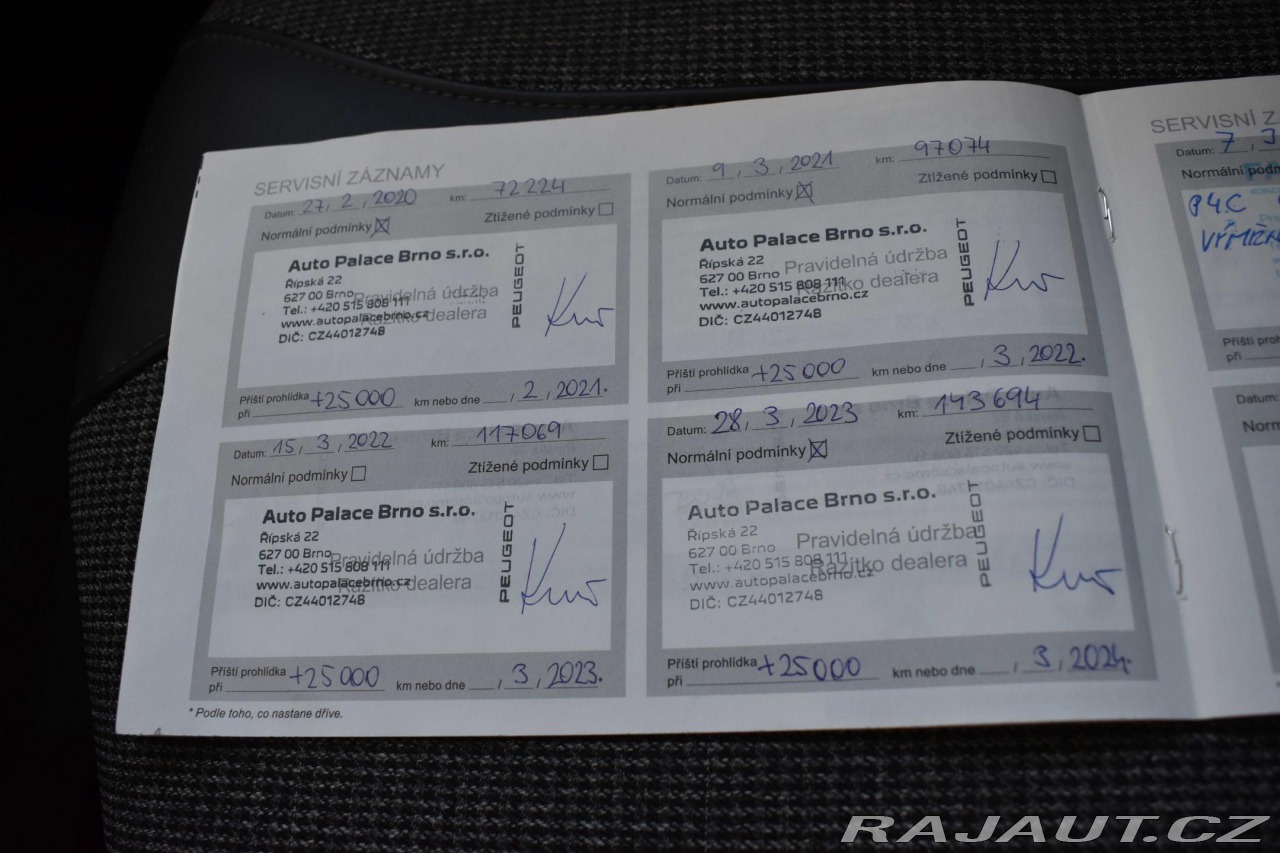 SERVISNÍ ZÁZNAMY
Datum: 27, 2, 2020 km: 72224
Normální podmínky Ztížené podmínky
Auto Palace Brno s.r.o.
Řípská 22
627 00 Brno
Pravidelná údržba
Tel.: +420 515 808 111
Razítko dealera
www.autopalacebrno.cz
DIČ: CZ44012748
PEUGEOT
Příští prohlídka
při +25000 km nebo dne / 2, 2021.
Datum: 9, 3, 2021 km: 97074
Normální podmínky Ztížené podmínky
Auto Palace Brno s.r.o.
Řípská 22
627 00 Brno
Pravidelná údržba
Tel.: +420 515 808 111
Razítko dealera
www.autopalacebrno.cz
DIČ: CZ44012748
PEUGEOT
Příští prohlídka
při +25000 km nebo dne , 3, 2022.
Datum: 15, 3, 2022 km: 117069
Normální podmínky Ztížené podmínky
Auto Palace Brno s.r.o.
Řípská 22
627 00 Brno
Pravidelná údržba
Tel.: +420 515 808 111
Razítko dealera
www.autopalacebrno.cz
DIČ: CZ44012748
PEUGEOT
Příští prohlídka
při +25000 km nebo dne / 3, 2023.
Datum: 28, 3, 2023 km: 143694
Normální podmínky Ztížené podmínky
Auto Palace Brno s.r.o.
Řípská 22
627 00 Brno
Pravidelná údržba
Tel.: +420 515 808 111
Razítko dealera
www.autopalacebrno.cz
DIČ: CZ44012748
PEUGEOT
Příští prohlídka
při +25000 km nebo dne / 3, 2024.
* Podle toho, co nastane dříve.
4
SERVISNÍ Z
Datum: 7, 3
Normální podm
P4C
Příští proh
při
Datum:
Norm
RAJAUT.CZ